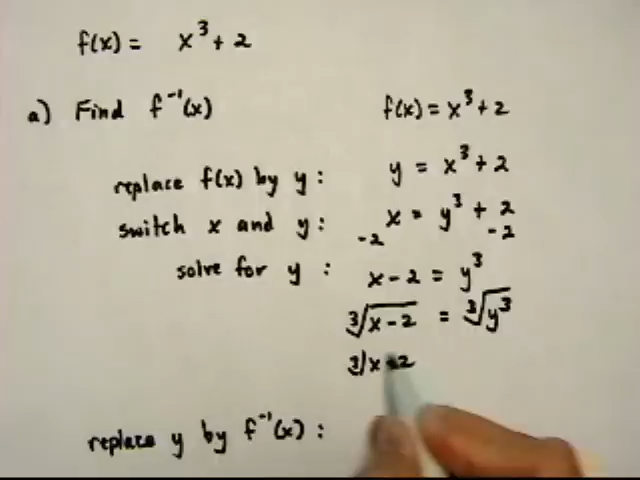 f(x) = x³ + 2
a) Find f⁻¹(x) f(x) = x³ + 2
replace f(x) by y : y = x³ + 2
switch x and y : x = y³ + 2
-2 -2
solve for y : x - 2 = y³
∛(x - 2) = ∛(y³)
∛x - 2
replace y by f⁻¹(x) :